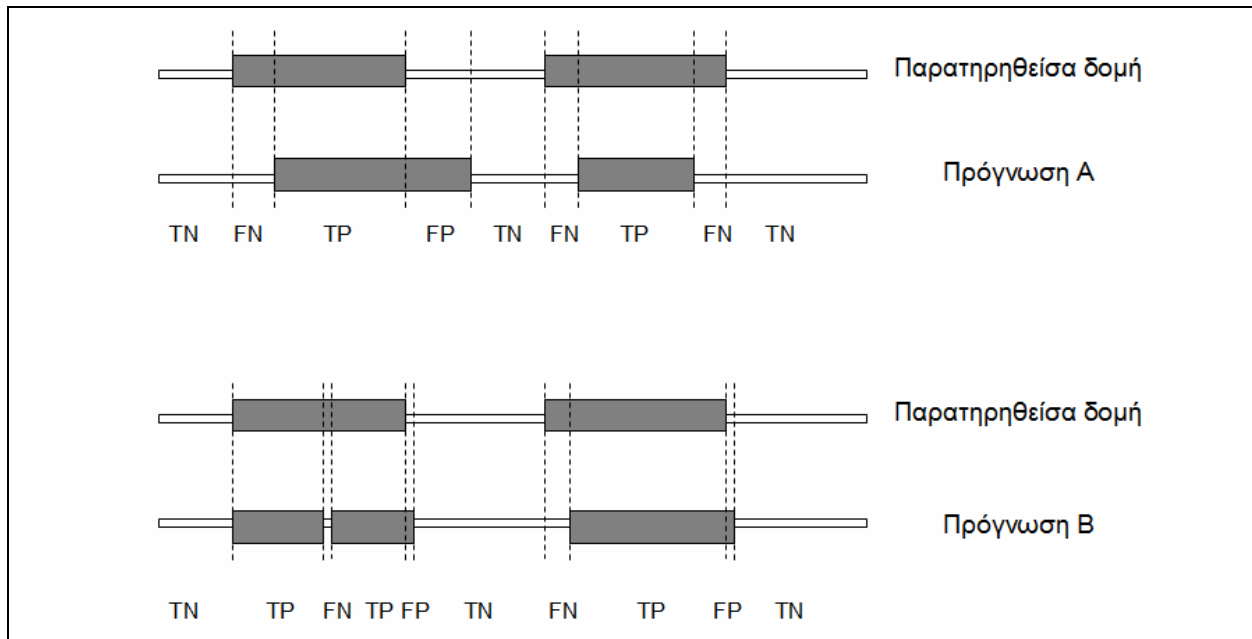 Παρατηρηθείσα δομή
Πρόγνωση Α
TN FN TP FP TN FN TP FN TN
Παρατηρηθείσα δομή
Πρόγνωση Β
TN TP FN TP FP TN FN TP FP TN